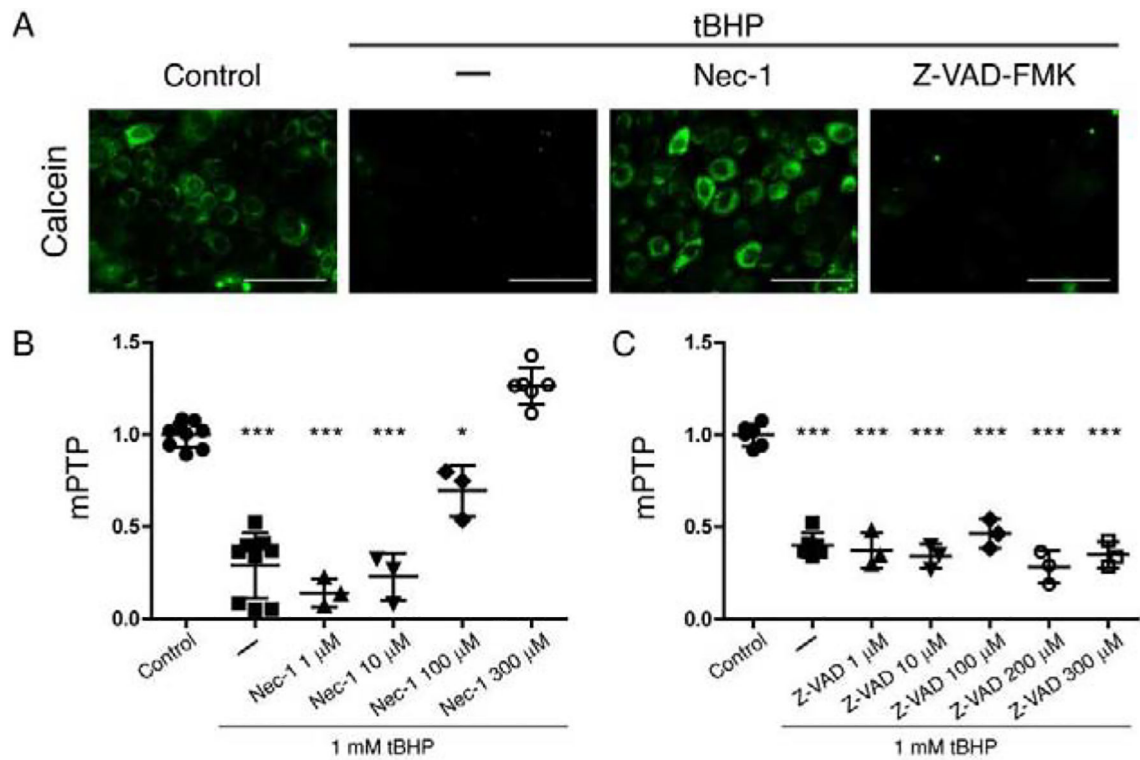 A
tBHP
Control
—
Nec-1
Z-VAD-FMK
Calcein
B
mPTP
1.5
1.0
0.5
0.0
*** *** *** *
Control
—
Nec-1 1 µM
Nec-1 10 µM
Nec-1 100 µM
Nec-1 300 µM
1 mM tBHP
C
mPTP
1.5
1.0
0.5
0.0
*** *** *** *** *** ***
Control
—
Z-VAD 1 µM
Z-VAD 10 µM
Z-VAD 100 µM
Z-VAD 200 µM
Z-VAD 300 µM
1 mM tBHP